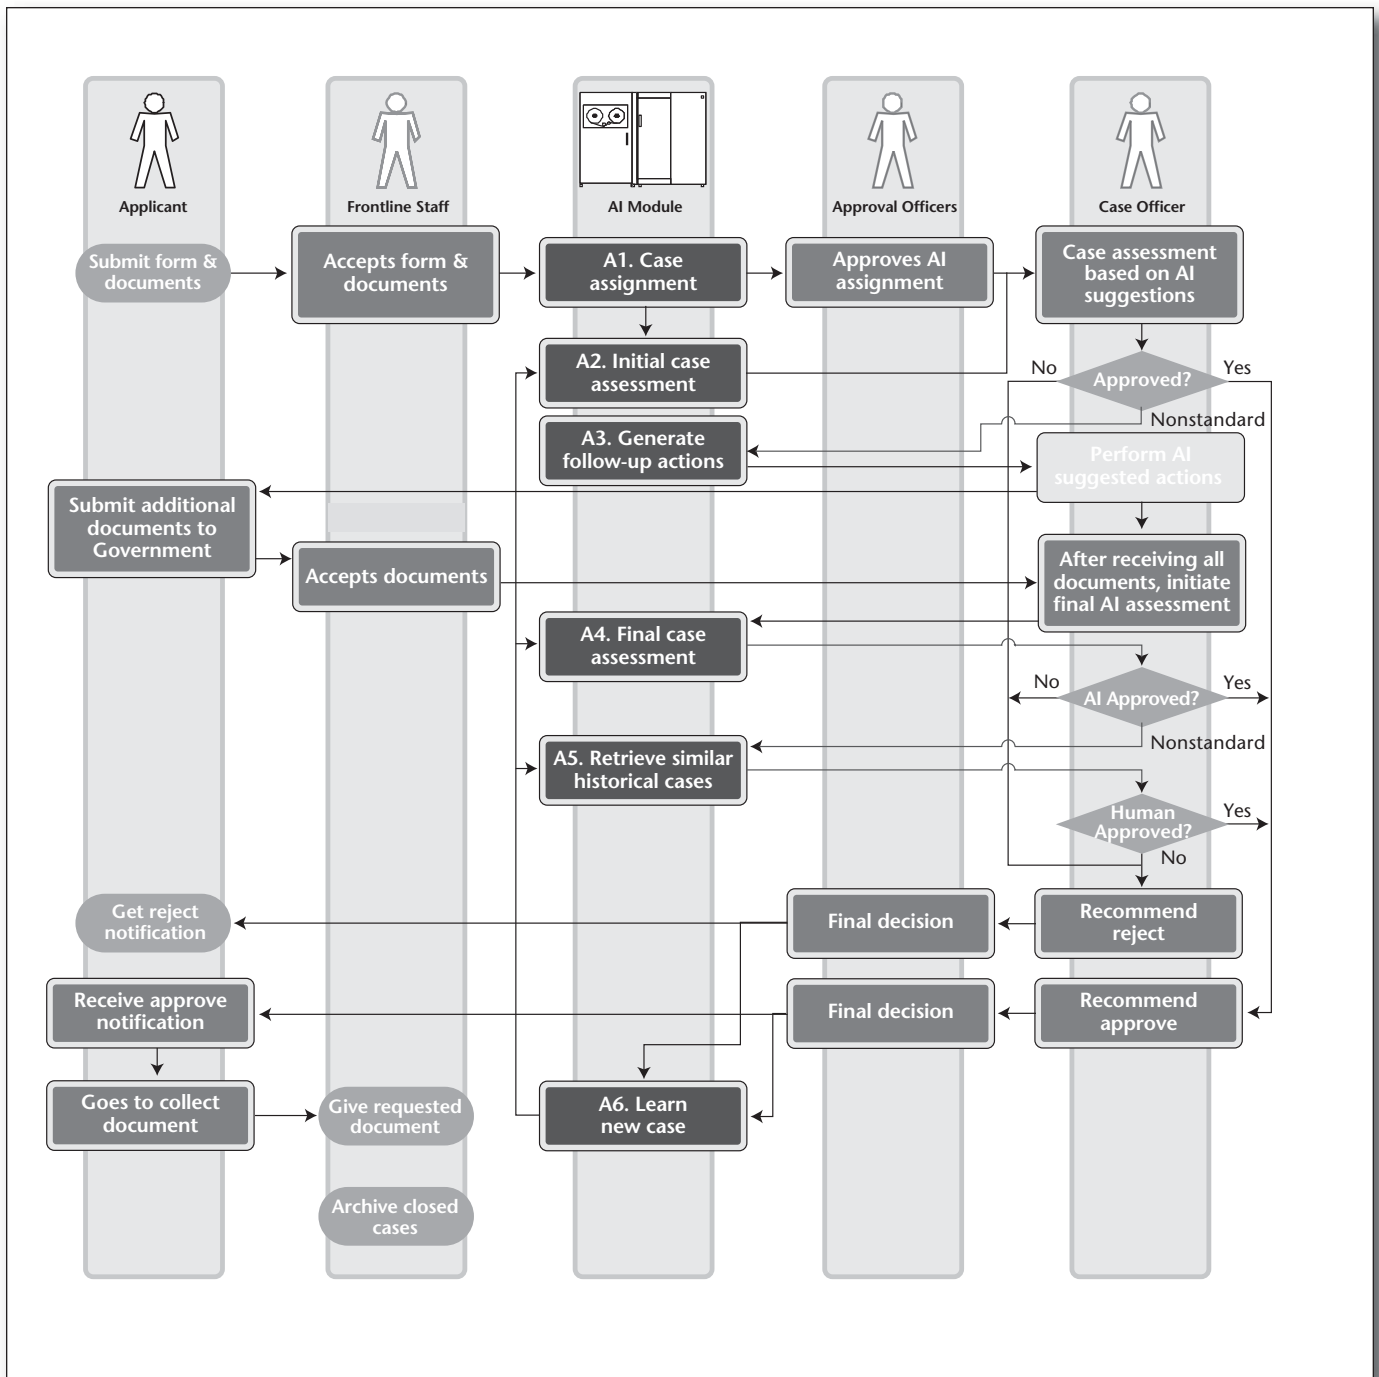 Applicant
Frontline Staff
AI Module
Approval Officers
Case Officer
Submit form &
documents
Accepts form &
documents
A1. Case
assignment
Approves AI
assignment
Case assessment
based on AI
suggestions
A2. Initial case
assessment
No
Approved?
Yes
Nonstandard
A3. Generate
follow-up actions
Perform AI
suggested actions
Submit additional
documents to
Government
Accepts documents
After receiving all
documents, initiate
final AI assessment
A4. Final case
assessment
No
AI Approved?
Yes
Nonstandard
A5. Retrieve similar
historical cases
Human
Approved?
Yes
No
Get reject
notification
Final decision
Recommend
reject
Receive approve
notification
Final decision
Recommend
approve
Goes to collect
document
Give requested
document
A6. Learn
new case
Archive closed
cases